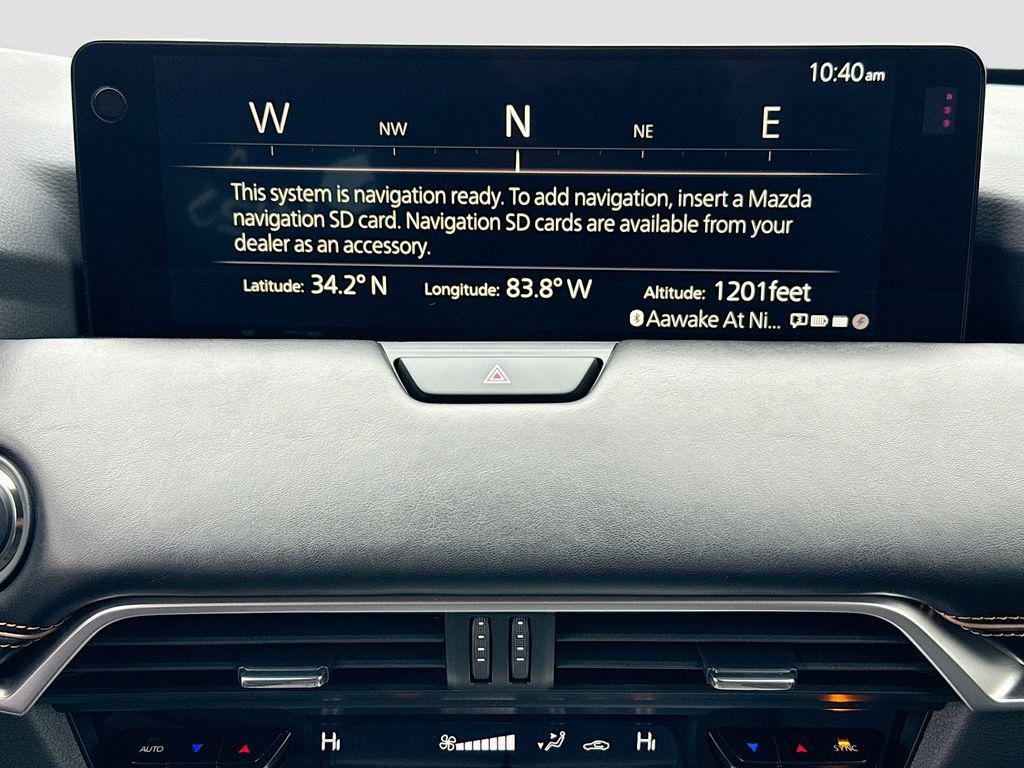 10:40am
W NW N NE E
This system is navigation ready. To add navigation, insert a Mazda
navigation SD card. Navigation SD cards are available from your
dealer as an accessory.
Latitude: 34.2° N Longitude: 83.8° W Altitude: 1201feet
Aawake At Ni...
AUTO HI HI SYNC